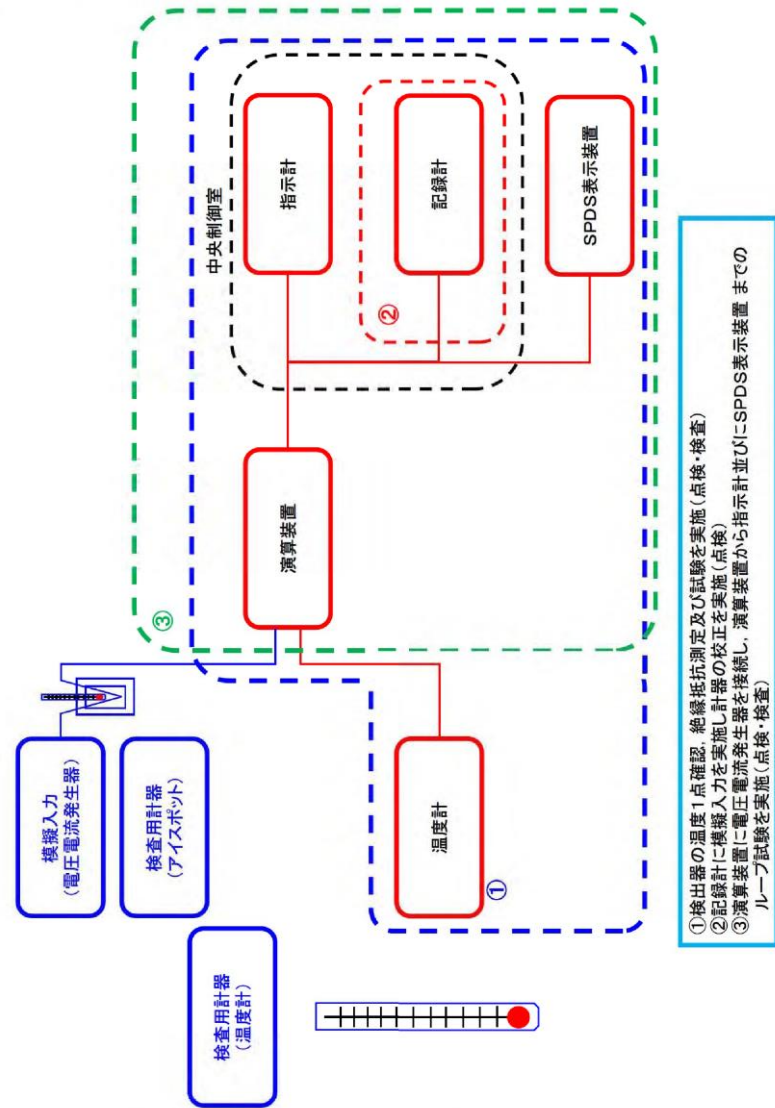 検査用計器
(温度計)
模擬入力
(電圧電流発生器)
検査用計器
(アイスポット)
①
温度計
③
演算装置
中央制御室
指示計
②
記録計
SPDS表示装置
①検出器の温度1点確認，絶縁抵抗測定及び試験を実施(点検・検査)
②記録計に模擬入力を実施し計器の校正を実施(点検)
③演算装置に電圧電流発生器を接続し，演算装置から指示計並びにSPDS表示装置 までの
ループ試験を実施(点検・検査)